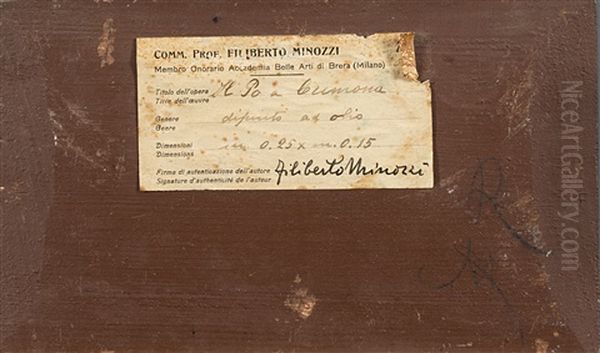 COMM. PROF. FILIBERTO MINOZZI
Membro Onorario Accademia Belle Arti di Brera (Milano)
Titolo dell'opera Il Po a Cremona
Titre dell'œuvre
Genere dipinto ad olio
Genre
Dimensioni m. 0.25 x m. 0.15
Dimensions
Firma di autenticazione dell'autore Filiberto Minozzi
Signature d'authenticité de l'auteur
NiceArtGallery.com